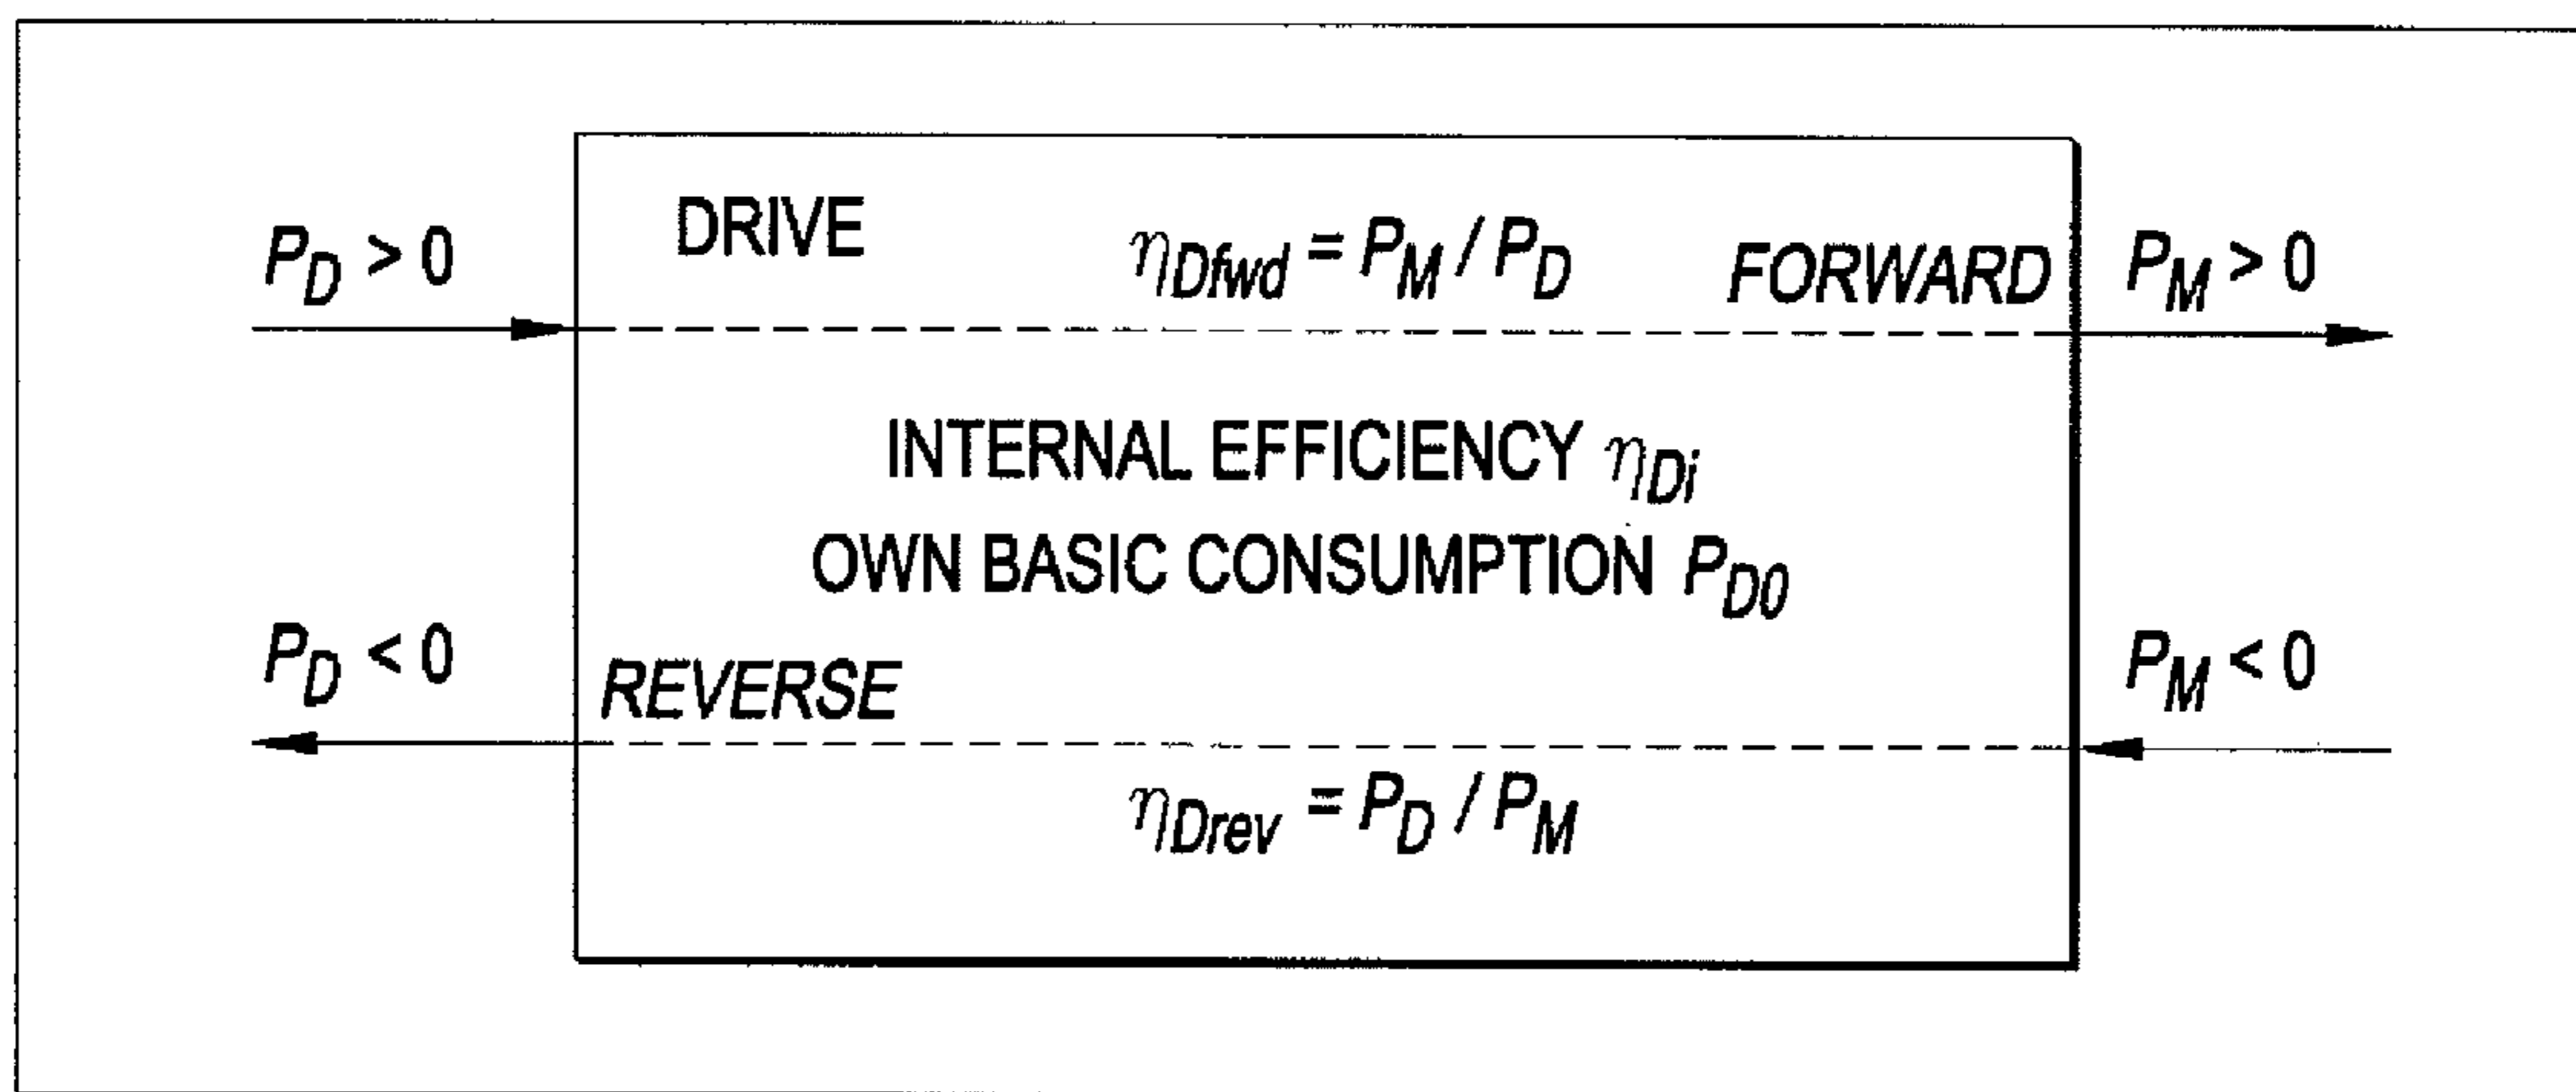 P_D > 0
DRIVE
η_Dfwd = P_M / P_D
FORWARD
P_M > 0
INTERNAL EFFICIENCY η_Di
OWN BASIC CONSUMPTION P_D0
P_D < 0
REVERSE
P_M < 0
η_Drev = P_D / P_M